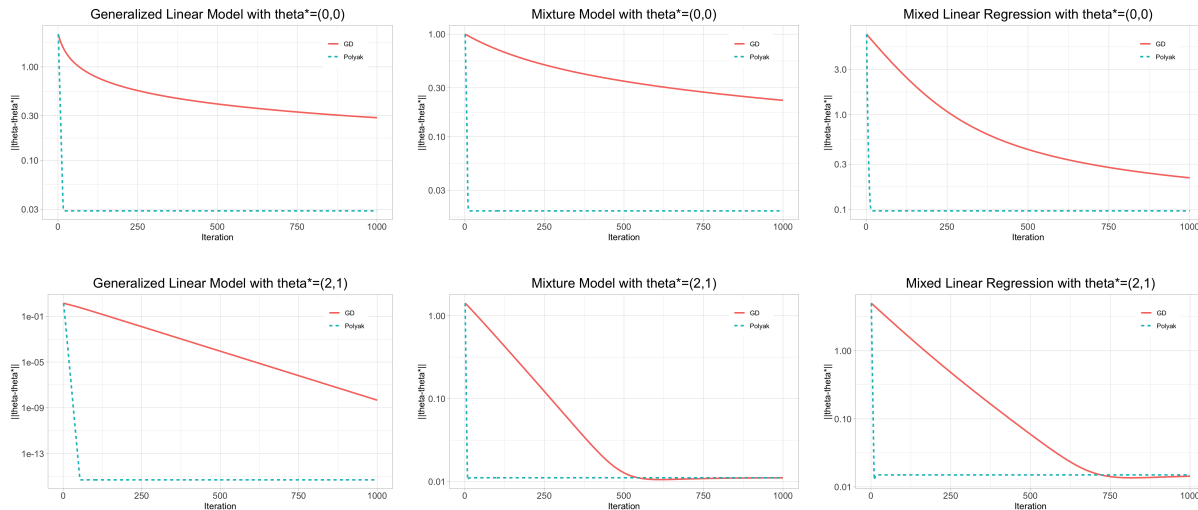 Generalized Linear Model with theta*=(0,0)
||theta-theta*||
1.00
0.30
0.10
0.03
0
250
500
750
1000
Iteration
GD
Polyak
Mixture Model with theta*=(0,0)
||theta-theta*||
1.00
0.30
0.10
0.03
0
250
500
750
1000
Iteration
GD
Polyak
Mixed Linear Regression with theta*=(0,0)
||theta-theta*||
3.0
1.0
0.3
0.1
0
250
500
750
1000
Iteration
GD
Polyak
Generalized Linear Model with theta*=(2,1)
||theta-theta*||
1e-01
1e-05
1e-09
1e-13
0
250
500
750
1000
Iteration
GD
Polyak
Mixture Model with theta*=(2,1)
||theta-theta*||
1.00
0.10
0.01
0
250
500
750
1000
Iteration
GD
Polyak
Mixed Linear Regression with theta*=(2,1)
||theta-theta*||
1.00
0.10
0.01
0
250
500
750
1000
Iteration
GD
Polyak